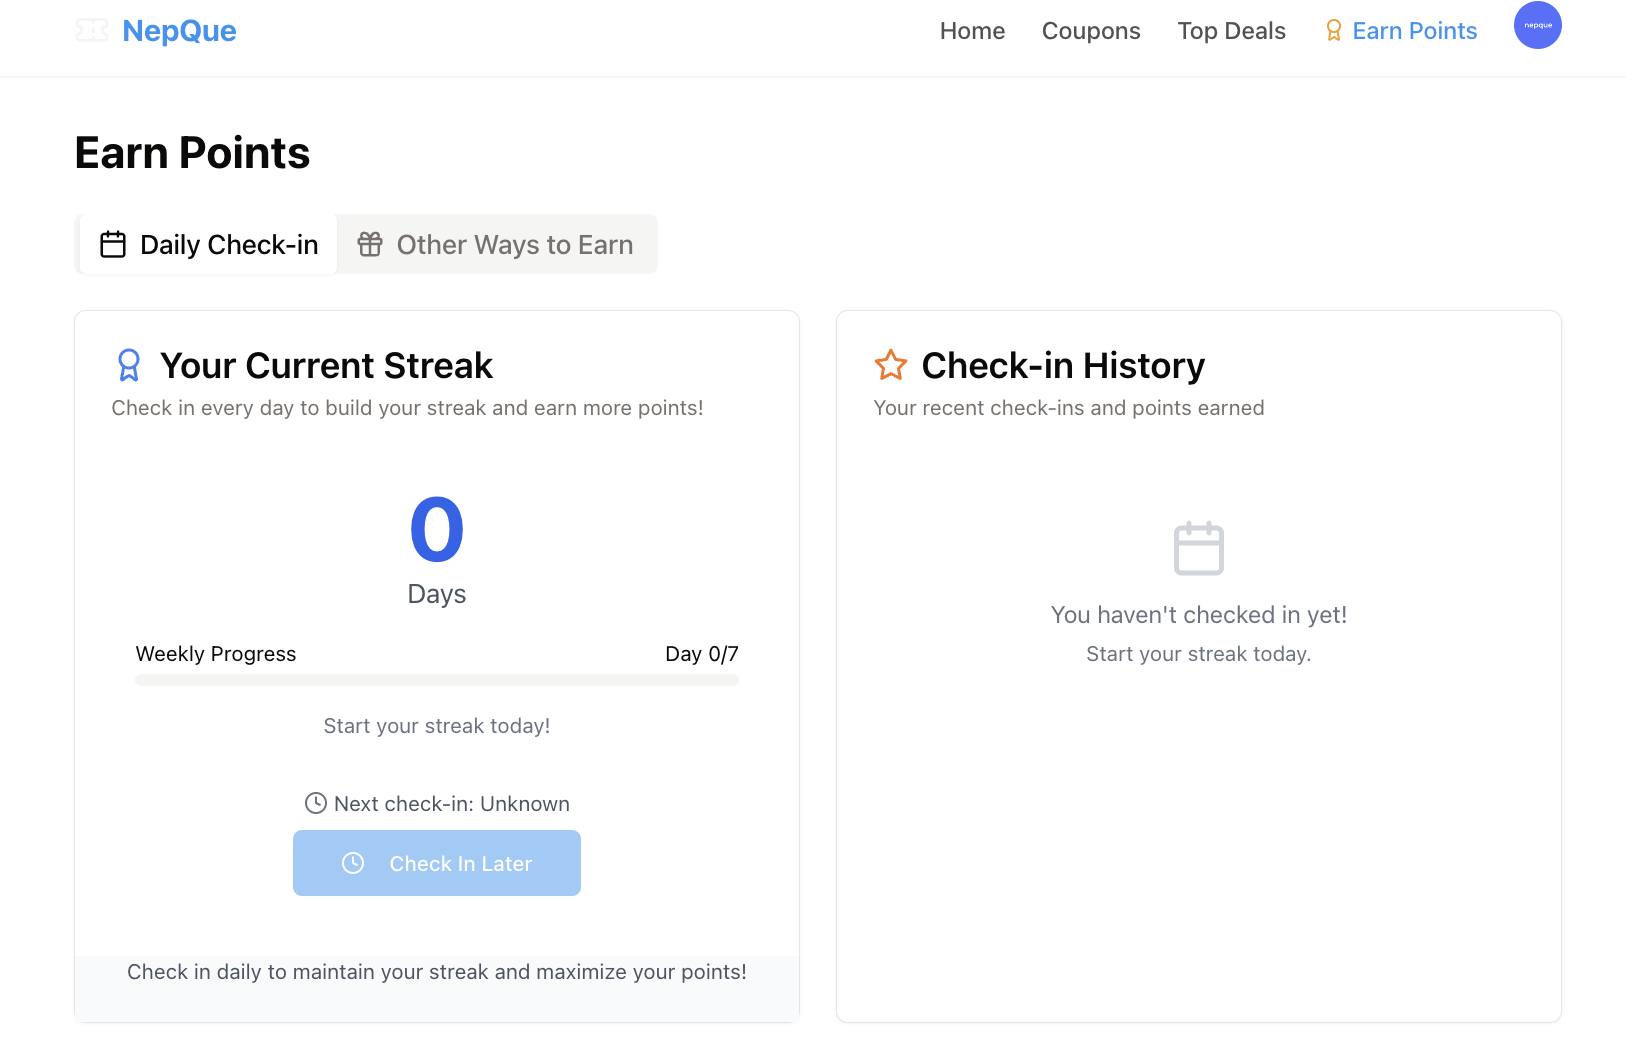 NepQue
Home
Coupons
Top Deals
Earn Points
nepque
Earn Points
Daily Check-in
Other Ways to Earn
Your Current Streak
Check in every day to build your streak and earn more points!
0
Days
Weekly Progress
Day 0/7
Start your streak today!
Next check-in: Unknown
Check In Later
Check in daily to maintain your streak and maximize your points!
Check-in History
Your recent check-ins and points earned
You haven't checked in yet!
Start your streak today.